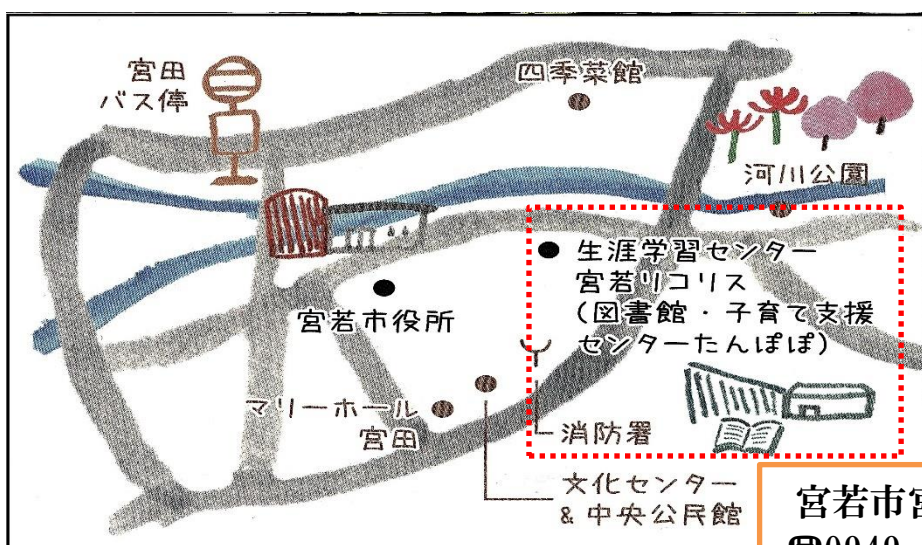 宮田
バス停
四季菜館
河川公園
生涯学習センター
宮若リコリス
(図書館・子育て支援
センターたんぽぽ)
宮若市役所
マリーホール
宮田
消防署
文化センター
&中央公民館
宮若市宮
☎0949